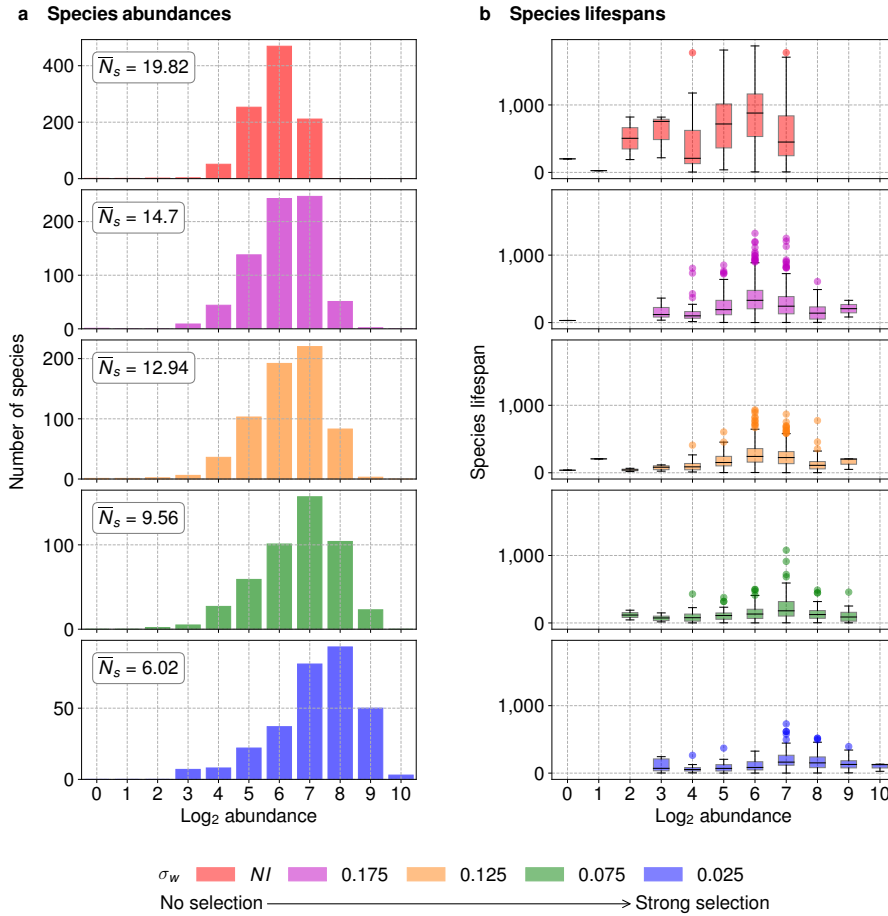 a Species abundances
N̅s = 19.82
400
200
0
N̅s = 14.7
200
100
0
N̅s = 12.94
200
100
0
N̅s = 9.56
100
0
N̅s = 6.02
50
0
Number of species
0 1 2 3 4 5 6 7 8 9 10
Log₂ abundance
b Species lifespans
1,000
0
1,000
0
1,000
0
1,000
0
1,000
0
Species lifespan
0 1 2 3 4 5 6 7 8 9 10
Log₂ abundance
σw NI 0.175 0.125 0.075 0.025
No selection Strong selection